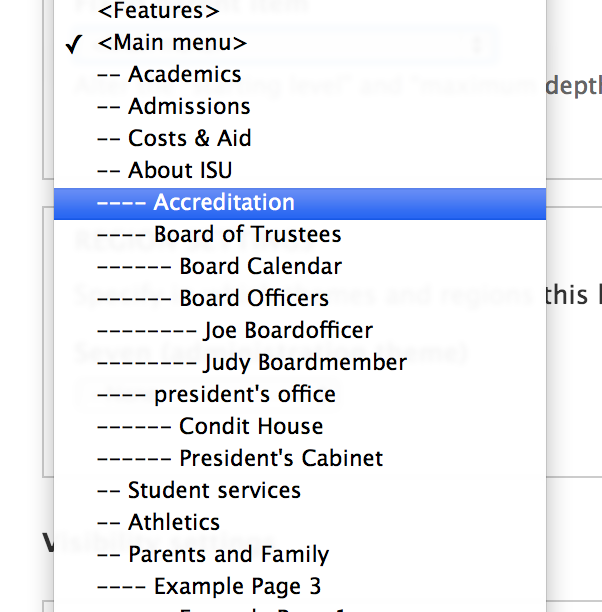 <Features>
✓ <Main menu>
-- Academics
-- Admissions
-- Costs & Aid
-- About ISU
---- Accreditation
---- Board of Trustees
------ Board Calendar
------ Board Officers
-------- Joe Boardofficer
-------- Judy Boardmember
---- president's office
------ Condit House
------ President's Cabinet
-- Student services
-- Athletics
-- Parents and Family
---- Example Page 3